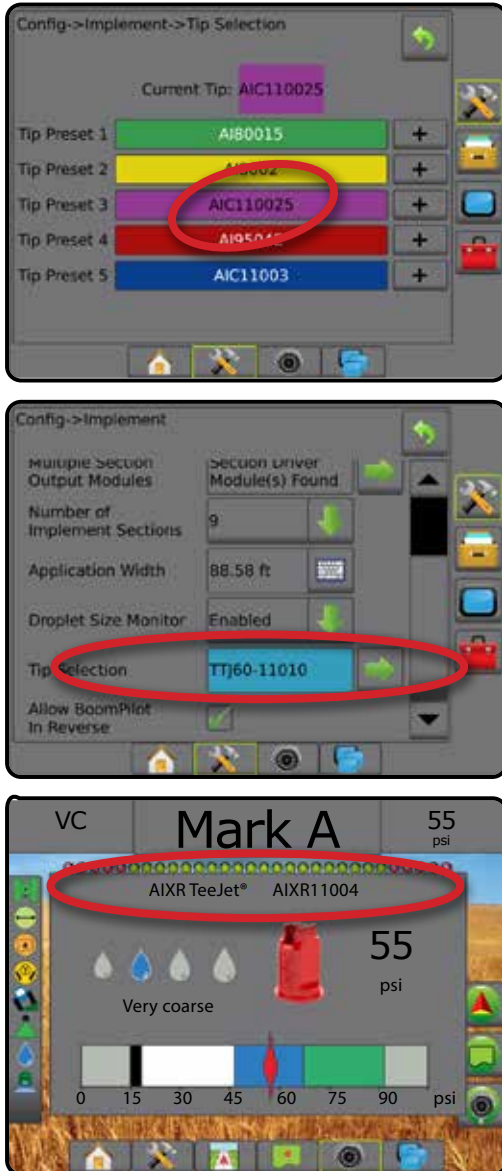 Config->Implement->Tip Selection
Current Tip: AIC110025
Tip Preset 1 AI80015 +
Tip Preset 2 +
Tip Preset 3 AIC110025 +
Tip Preset 4 +
Tip Preset 5 AIC11003 +
Config->Implement
Multiple Section Section Driver
Output Modules Module(s) Found
Number of
Implement Sections 9
Application Width 88.58 ft
Droplet Size Monitor Enabled
Tip Selection TTJ60-11010
Allow BoomPilot
In Reverse
VC Mark A 55
psi
AIXR TeeJet® AIXR11004
55
psi
Very coarse
0 15 30 45 60 75 90 psi